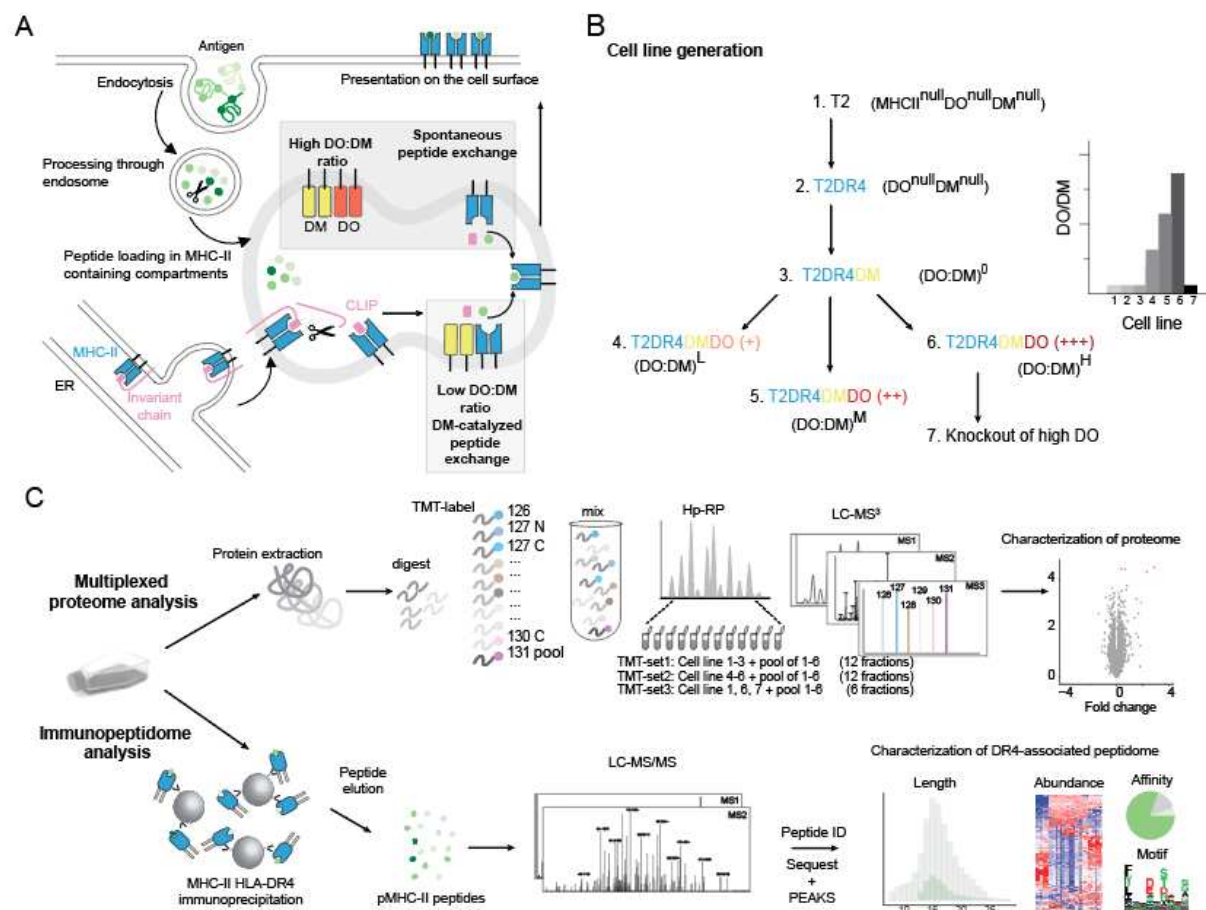 A
Antigen
Endocytosis
Presentation on the cell surface
High DO:DM
ratio
Spontaneous
peptide exchange
Processing through
endosome
DM DO
Peptide loading in MHC-II
containing compartments
CLIP
MHC-II
ER
Invariant
chain
Low DO:DM
ratio
DM-catalyzed
peptide
exchange
B
Cell line generation
1. T2 (MHCII^null DO^null DM^null)
2. T2DR4 (DO^null DM^null)
3. T2DR4DM (DO:DM)^0
4. T2DR4DMDO (+)
(DO:DM)^L
5. T2DR4DMDO (++)
(DO:DM)^M
6. T2DR4DMDO (+++)
(DO:DM)^H
7. Knockout of high DO
DO/DM
1 2 3 4 5 6 7
Cell line
C
Multiplexed
proteome analysis
Protein extraction
digest
TMT-label
126
127 N
127 C
...
...
...
...
130 C
131 pool
mix
Hp-RP
LC-MS³
MS1
MS2
MS3
126 127 128 129 130 131
TMT-set1: Cell line 1-3 + pool of 1-6 (12 fractions)
TMT-set2: Cell line 4-6 + pool of 1-6 (12 fractions)
TMT-set3: Cell line 1, 6, 7 + pool 1-6 (6 fractions)
Characterization of proteome
4
2
0
−4 0 4
Fold change
Immunopeptidome
analysis
MHC-II HLA-DR4
immunoprecipitation
Peptide
elution
pMHC-II peptides
LC-MS/MS
MS1
MS2
Peptide ID
Sequest
+
PEAKS
Characterization of DR4-associated peptidome
Length
10 15 20 25
Abundance
Affinity
Motif